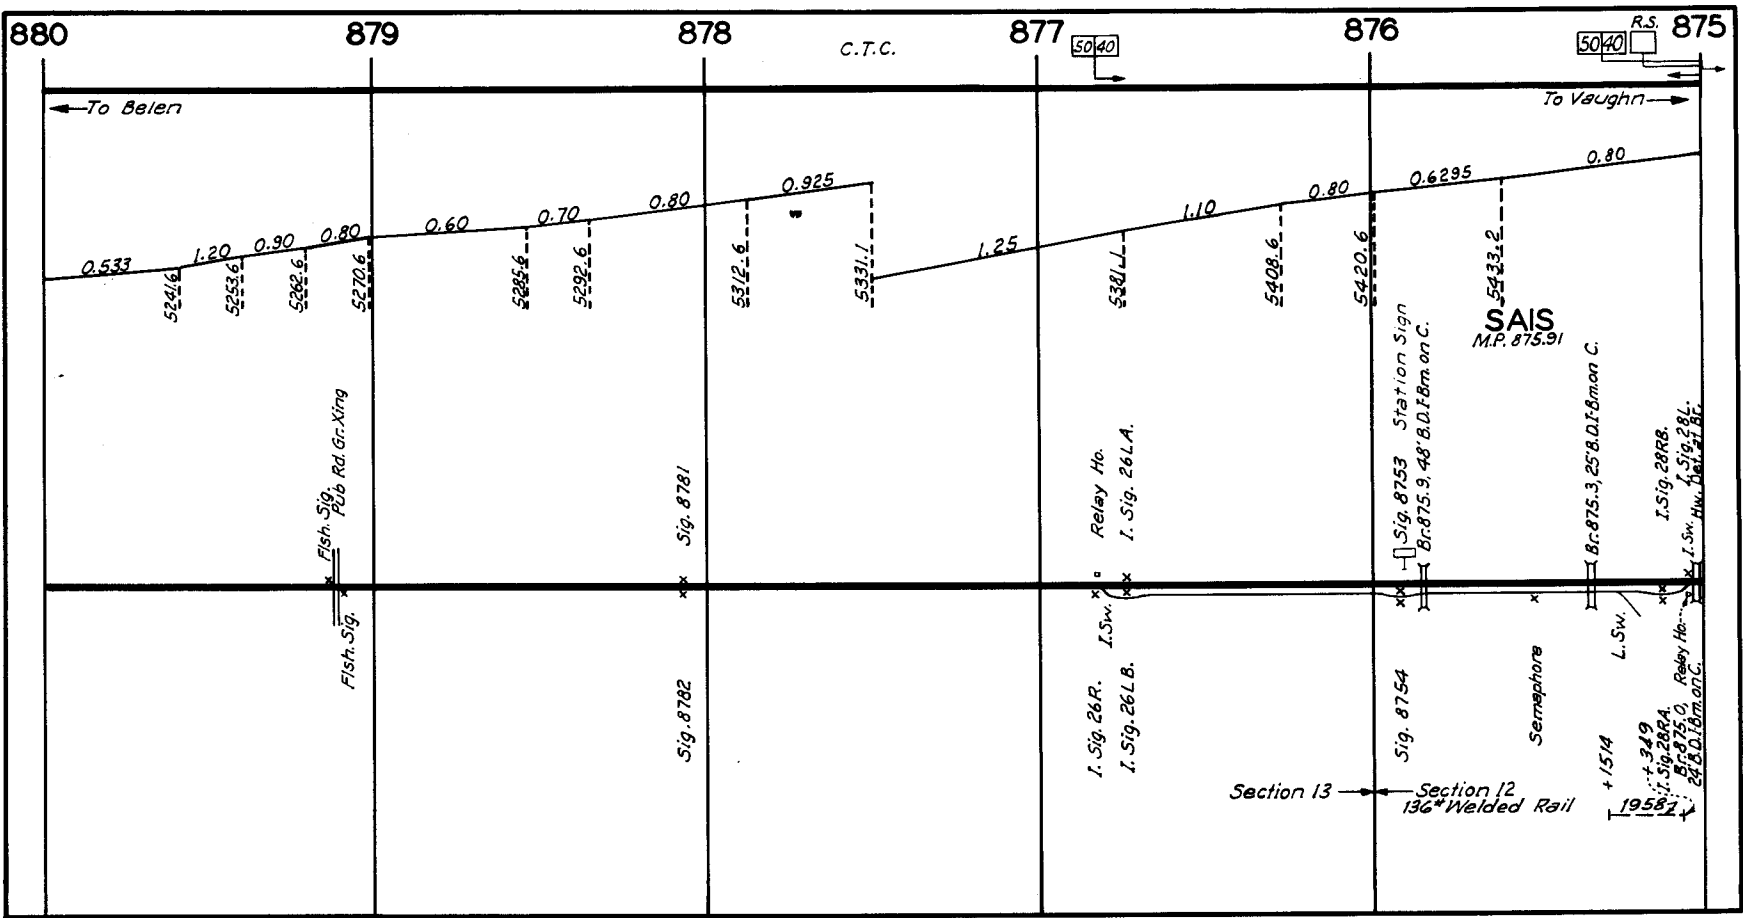 880
879
878
C.T.C.
877
50 40
876
50 40
R.S.
875
To Belen
To Vaughn
0.533
1.20
0.90
0.80
0.60
0.70
0.80
0.925
1.25
1.10
0.80
0.6295
0.80
5241.6
5253.6
5262.6
5270.6
5285.6
5292.6
5312.6
5331.1
5381.1
5408.6
5420.6
5433.2
SAIS
M.P. 875.91
Flsh. Sig.
Pub Rd. Gr. Xing
Sig. 8781
Relay Ho.
I. Sig. 26LA.
Sig. 8753 Station Sign
Br. 875.9, 48' B.D. I-Bm. on C.
Br. 875.3, 25' B.D. I-Bm on C.
I. Sig. 28RB.
I. Sw. I. Sig. 28L.
Hw. Det. at Br.
Flsh. Sig.
Sig. 8782
I. Sw.
I. Sig. 26R.
I. Sig. 26LB.
Sig. 8754
Semaphore
L. Sw.
+1514
+349
I. Sig. 28RA.
Br. 875.0, Relay Ho.
24' B.D. I-Bm. on C.
Section 13
Section 12
136# Welded Rail
1958